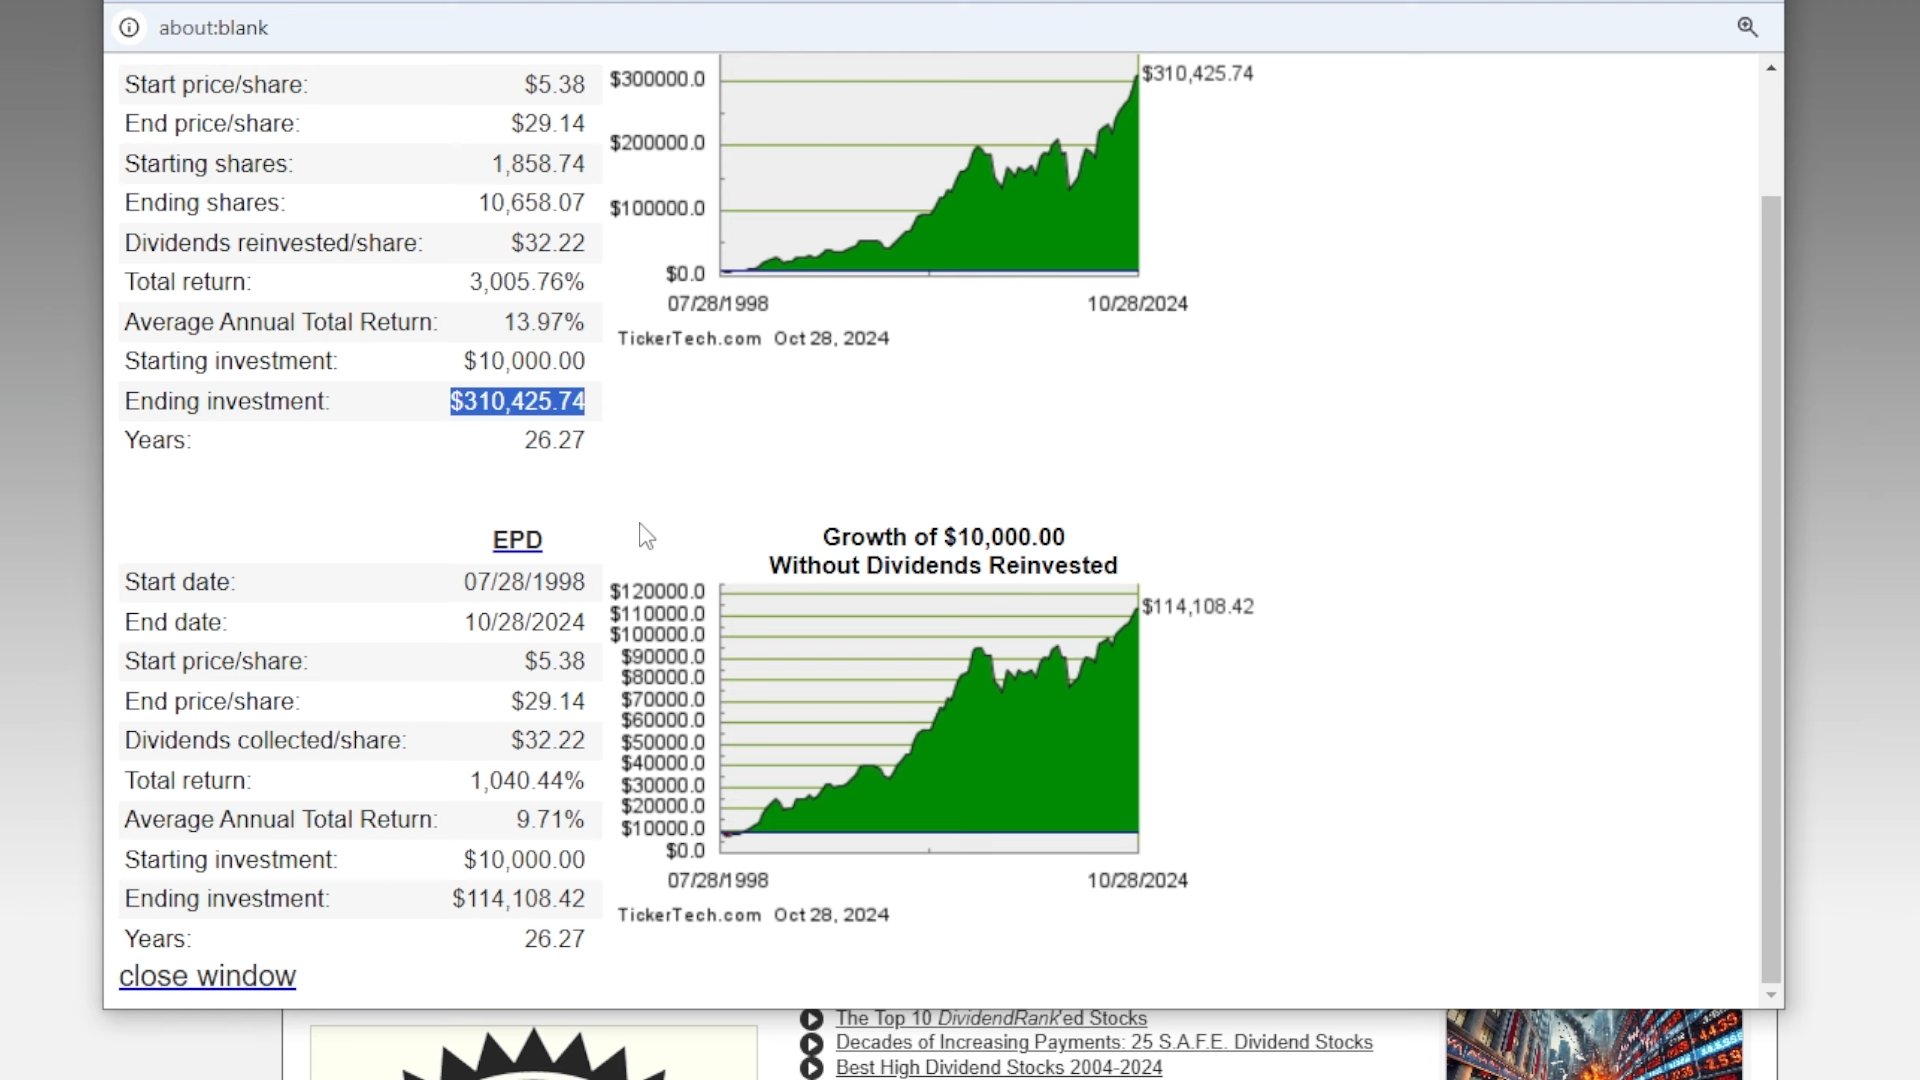 about:blank
Start price/share: $5.38
End price/share: $29.14
Starting shares: 1,858.74
Ending shares: 10,658.07
Dividends reinvested/share: $32.22
Total return: 3,005.76%
Average Annual Total Return: 13.97%
Starting investment: $10,000.00
Ending investment: $310,425.74
Years: 26.27
$300000.0
$200000.0
$100000.0
$0.0
$310,425.74
07/28/1998 10/28/2024
TickerTech.com Oct 28, 2024
EPD
Start date: 07/28/1998
End date: 10/28/2024
Start price/share: $5.38
End price/share: $29.14
Dividends collected/share: $32.22
Total return: 1,040.44%
Average Annual Total Return: 9.71%
Starting investment: $10,000.00
Ending investment: $114,108.42
Years: 26.27
Growth of $10,000.00
Without Dividends Reinvested
$120000.0
$110000.0
$100000.0
$90000.0
$80000.0
$70000.0
$60000.0
$50000.0
$40000.0
$30000.0
$20000.0
$10000.0
$0.0
$114,108.42
07/28/1998 10/28/2024
TickerTech.com Oct 28, 2024
close window
The Top 10 DividendRank'ed Stocks
Decades of Increasing Payments: 25 S.A.F.E. Dividend Stocks
Best High Dividend Stocks 2004-2024